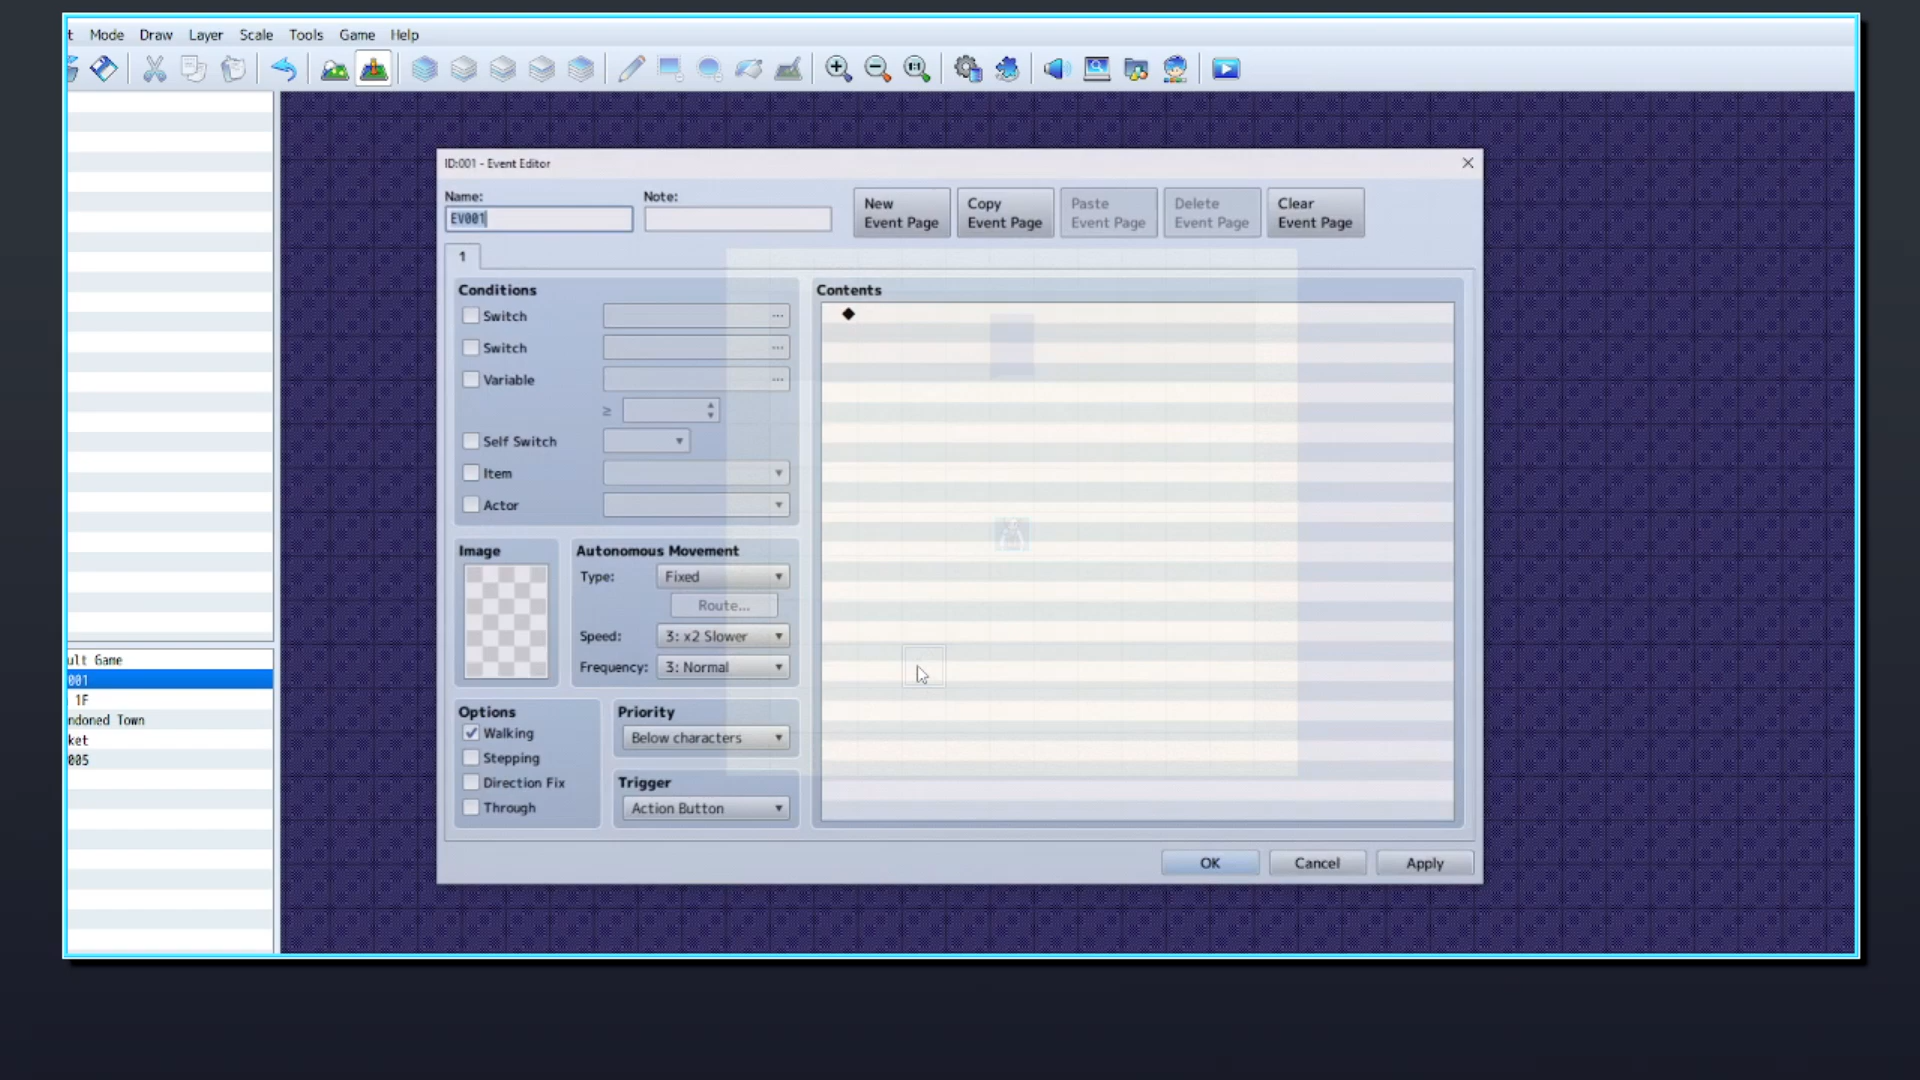 t Mode Draw Layer Scale Tools Game Help
ID:001 - Event Editor
Name:
Note:
EV001
New Event Page
Copy Event Page
Paste Event Page
Delete Event Page
Clear Event Page
1
Conditions
Switch ...
Switch ...
Variable ...
≥
Self Switch
Item
Actor
Image
Autonomous Movement
Type: Fixed
Route...
Speed: 3: x2 Slower
Frequency: 3: Normal
Options
Walking
Stepping
Direction Fix
Through
Priority
Below characters
Trigger
Action Button
Contents
◆
OK
Cancel
Apply
ult Game
001
1F
ndoned Town
ket
005